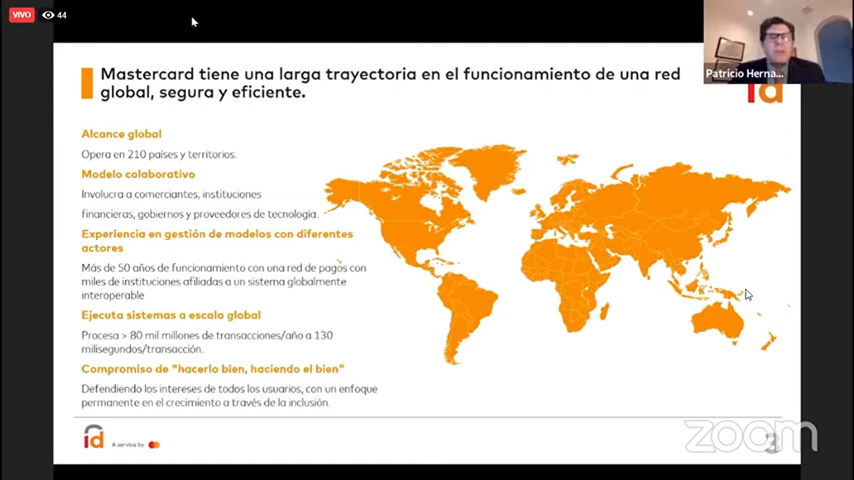 VIVO
44
Patricio Herna...
Mastercard tiene una larga trayectoria en el funcionamiento de una red
global, segura y eficiente.
id
Alcance global
Opera en 210 países y territorios.
Modelo colaborativo
Involucra a comerciantes, instituciones
financieras, gobiernos y proveedores de tecnología.
Experiencia en gestión de modelos con diferentes
actores
Más de 50 años de funcionamiento con una red de pagos con
miles de instituciones afiliadas a un sistema globalmente
interoperable
Ejecuta sistemas a escala global
Procesa > 80 mil millones de transacciones/año a 130
milisegundos/transacción.
Compromiso de "hacerlo bien, haciendo el bien"
Defendiendo los intereses de todos los usuarios, con un enfoque
permanente en el crecimiento a través de la inclusión.
id
A service by
zoom
3